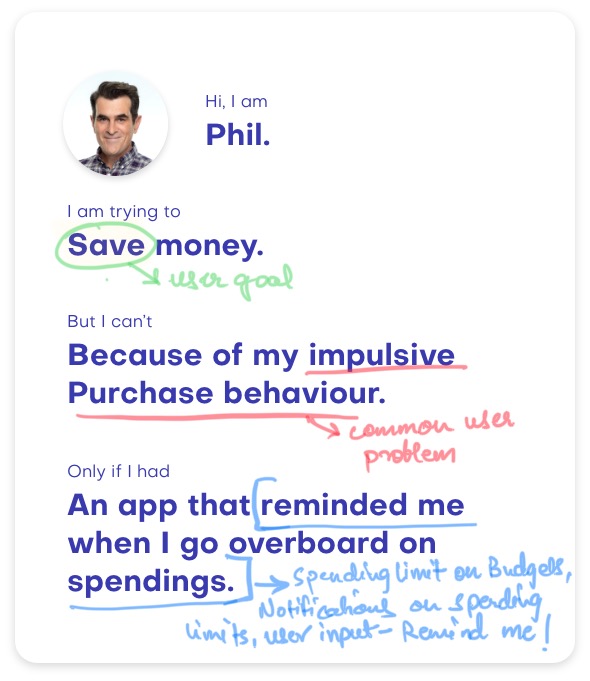 Hi, I am
Phil.
I am trying to
Save money.
user goal
But I can't
Because of my impulsive
Purchase behaviour.
common user
problem
Only if I had
An app that reminded me
when I go overboard on
spendings.
Spending limit on Budgets,
Notifications on spending
limits, user input - Remind me!